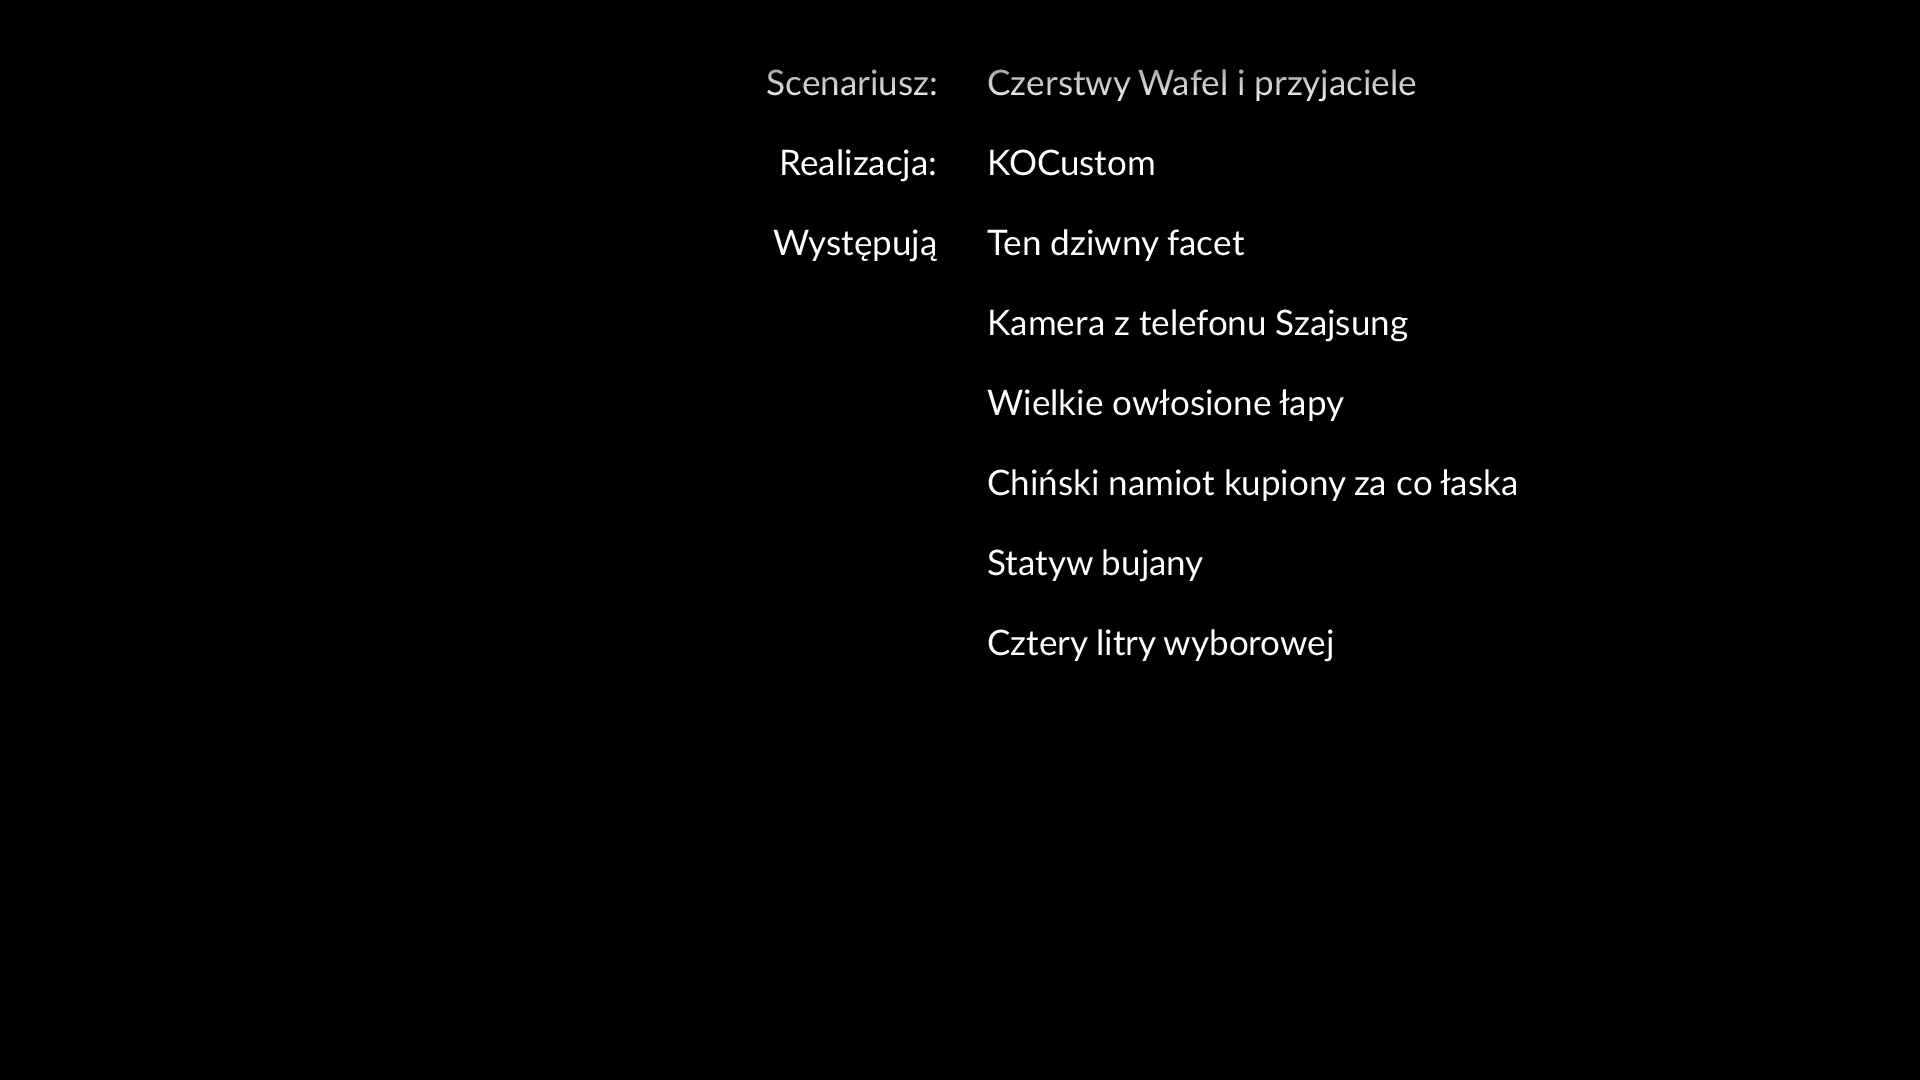 Scenariusz: Czerstwy Wafel i przyjaciele
Realizacja: KOCustom
Występują Ten dziwny facet
Kamera z telefonu Szajsung
Wielkie owłosione łapy
Chiński namiot kupiony za co łaska
Statyw bujany
Cztery litry wyborowej